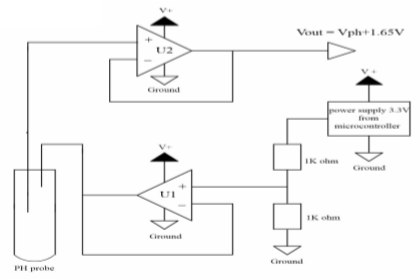 V+
U2
Ground
Vout = Vph+1.65V
V+
power supply 3.3V
from
microcontroller
Ground
1K ohm
V+
U1
Ground
1K ohm
Ground
PH probe